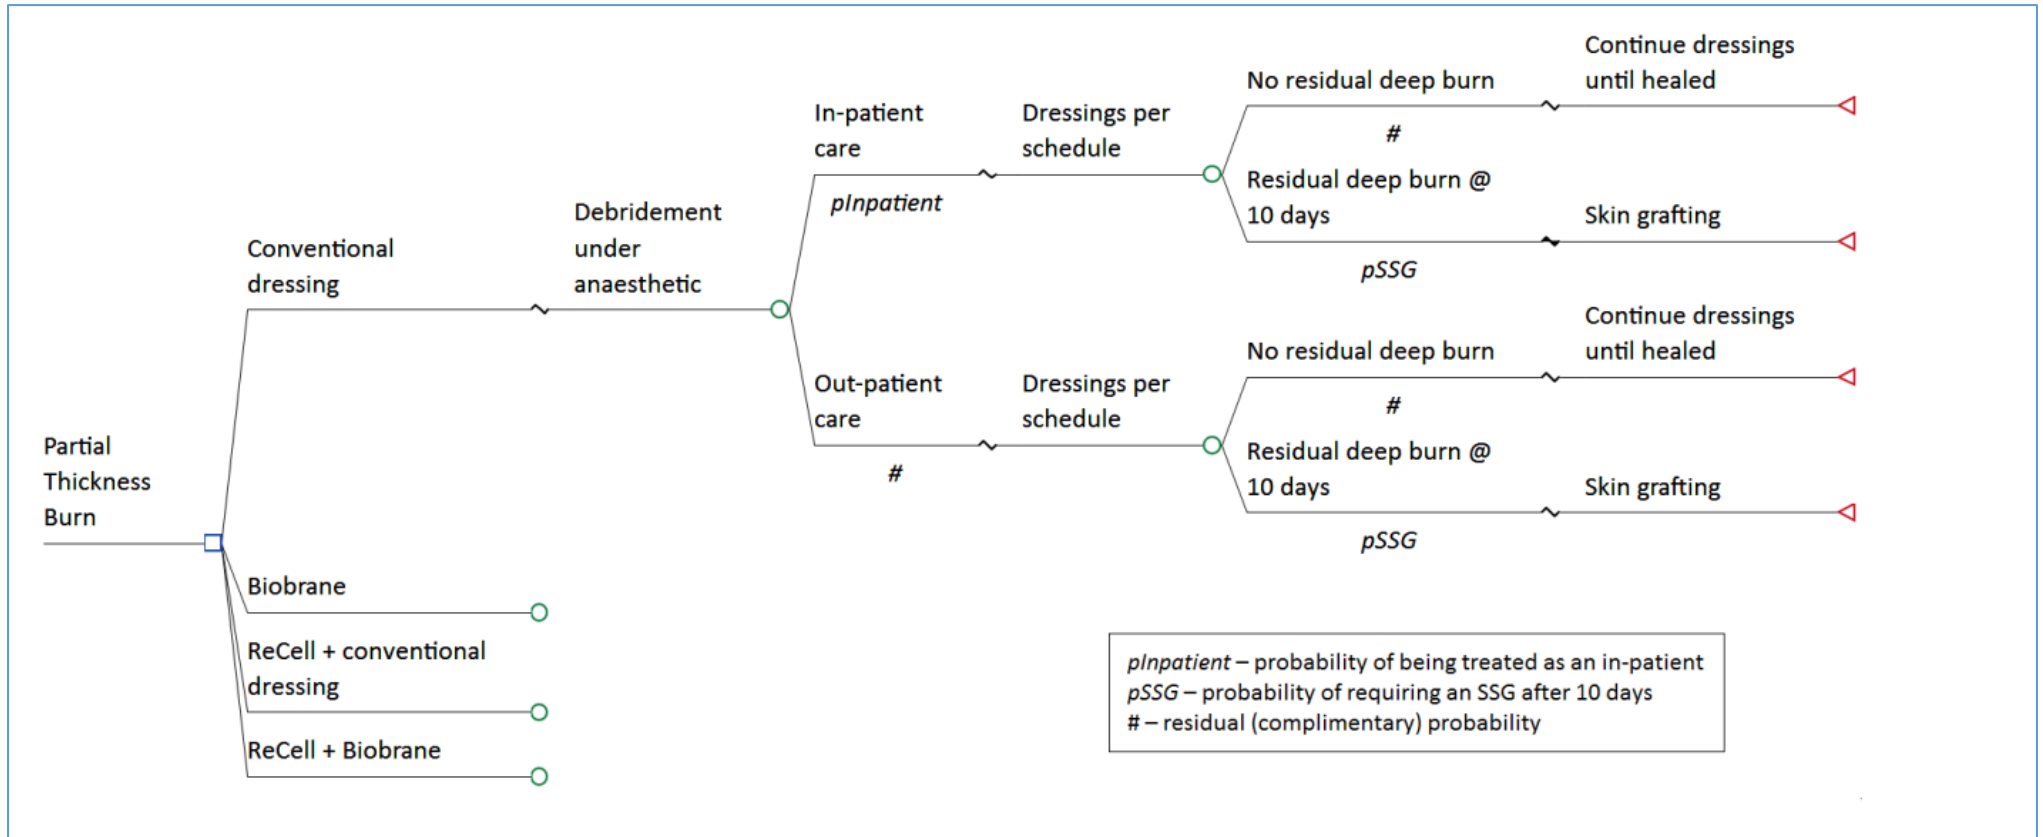 Partial
Thickness
Burn
Conventional
dressing
Debridement
under
anaesthetic
In-patient
care
pInpatient
Dressings per
schedule
No residual deep burn
#
Continue dressings
until healed
Residual deep burn @
10 days
pSSG
Skin grafting
Out-patient
care
#
Dressings per
schedule
No residual deep burn
#
Continue dressings
until healed
Residual deep burn @
10 days
pSSG
Skin grafting
Biobrane
ReCell + conventional
dressing
ReCell + Biobrane
pInpatient – probability of being treated as an in-patient
pSSG – probability of requiring an SSG after 10 days
# – residual (complimentary) probability